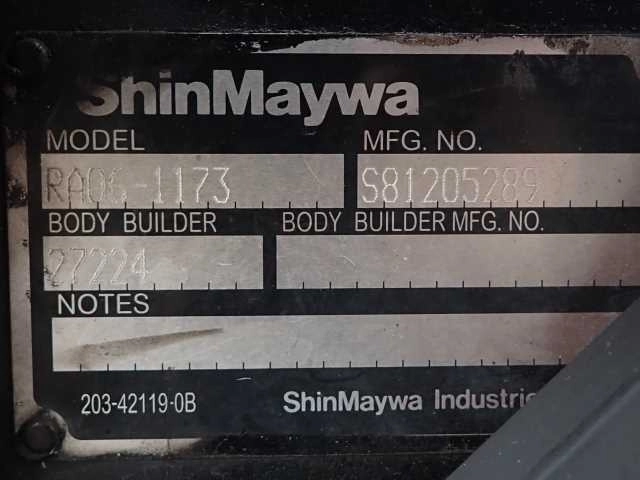 ShinMaywa
MODEL MFG. NO.
RA06-1173 S81205289
BODY BUILDER BODY BUILDER MFG. NO.
27224
NOTES
203-42119-0B ShinMaywa Industri